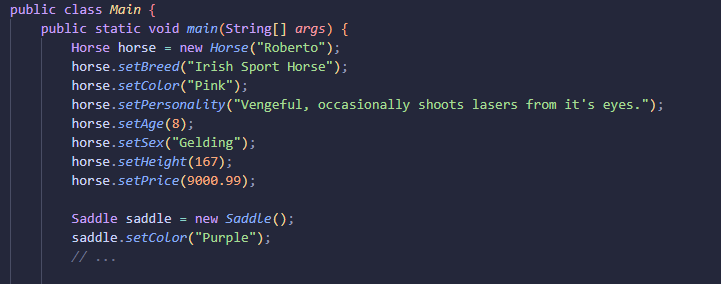 public class Main {
public static void main(String[] args) {
Horse horse = new Horse("Roberto");
horse.setBreed("Irish Sport Horse");
horse.setColor("Pink");
horse.setPersonality("Vengeful, occasionally shoots lasers from it's eyes.");
horse.setAge(8);
horse.setSex("Gelding");
horse.setHeight(167);
horse.setPrice(9000.99);
Saddle saddle = new Saddle();
saddle.setColor("Purple");
// ...